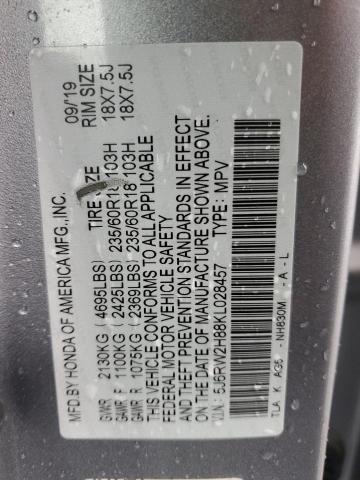 MFD.BY HONDA OF AMERICA MFG.,INC. 09/'19
TIRE SIZE RIM SIZE
GVWR 2130KG ( 4695LBS)
GAWR F 1100KG ( 2425LBS) 235/60R18 103H 18X7.5J
GAWR R 1075KG ( 2369LBS) 235/60R18 103H 18X7.5J
THIS VEHICLE CONFORMS TO ALL APPLICABLE
FEDERAL MOTOR VEHICLE SAFETY
AND THEFT PREVENTION STANDARDS IN EFFECT
ON THE DATE OF MANUFACTURE SHOWN ABOVE.
V.I.N.: 5J6RW2H88KL028457 TYPE: MPV
TLA K AG5 NH830M - A - L